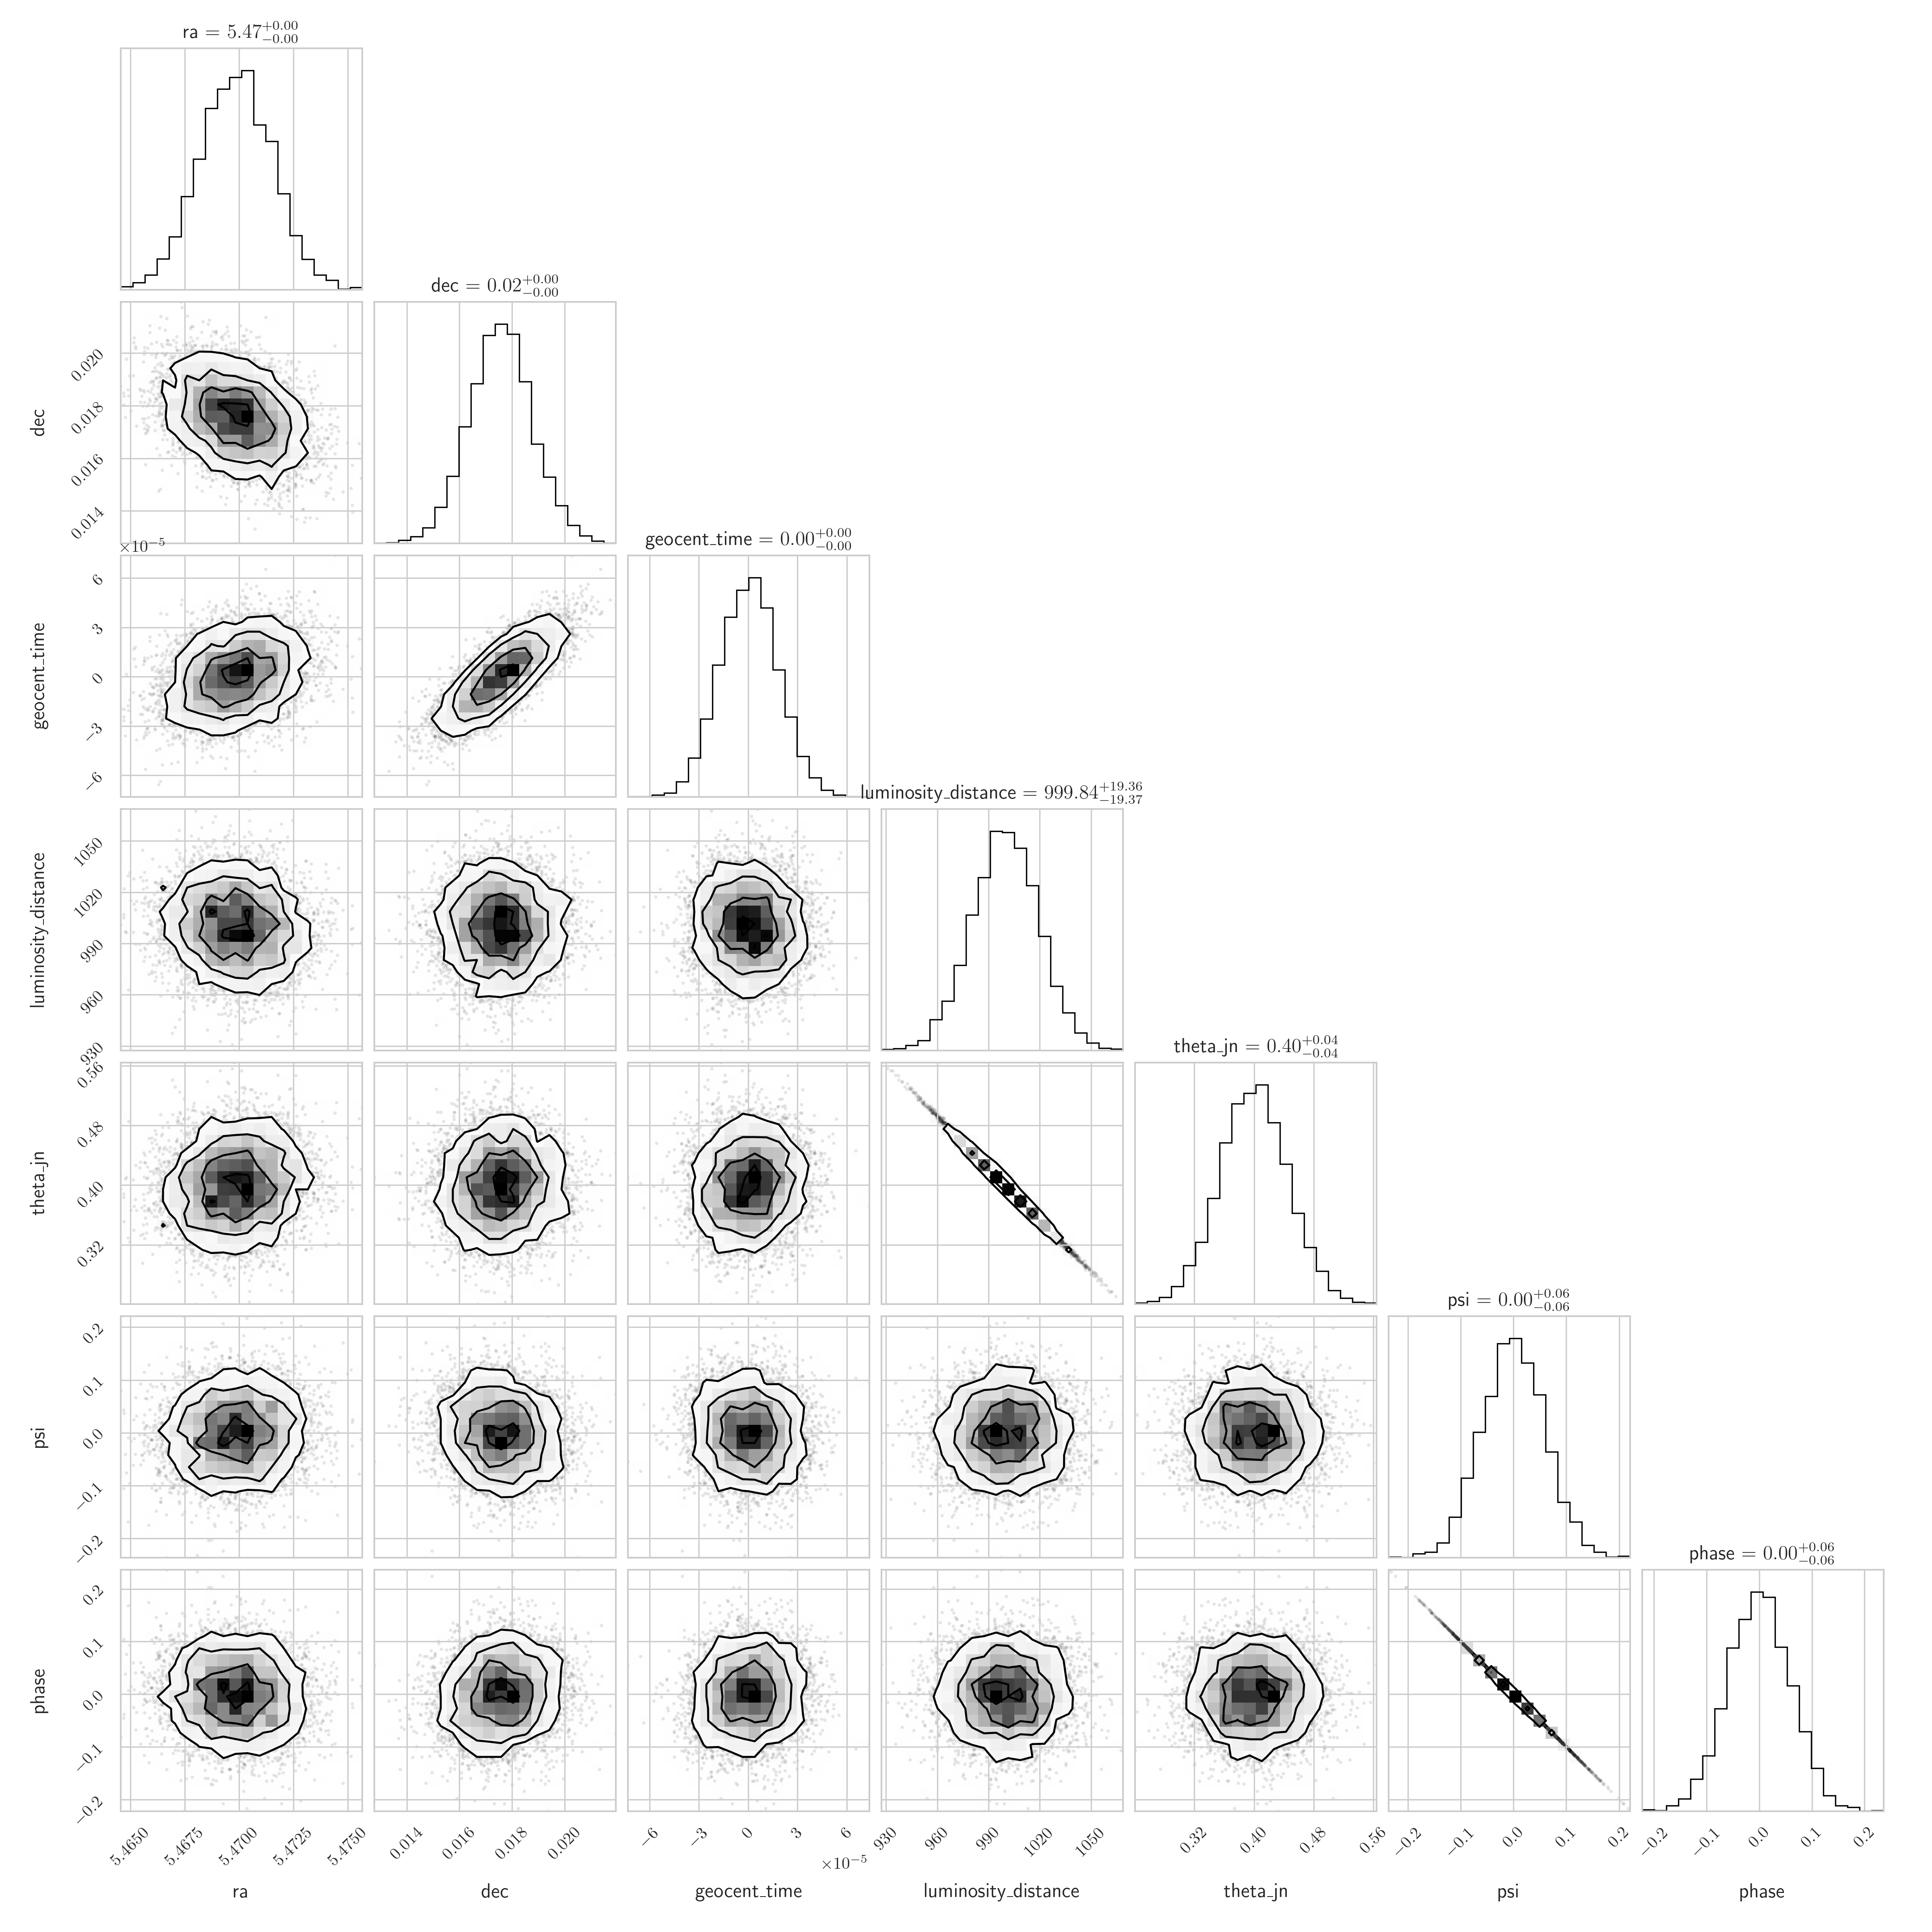 ra = 5.47+0.00−0.00
dec = 0.02+0.00−0.00
dec
0.020
0.018
0.016
0.014
geocent_time = 0.00+0.00−0.00
×10−5
geocent_time
6
3
0
−3
−6
luminosity_distance = 999.84+19.36−19.37
luminosity_distance
1050
1020
990
960
930
theta_jn = 0.40+0.04−0.04
theta_jn
0.56
0.48
0.40
0.32
psi = 0.00+0.06−0.06
psi
0.2
0.1
0.0
−0.1
−0.2
phase = 0.00+0.06−0.06
phase
0.2
0.1
0.0
−0.1
−0.2
5.4650 5.4675 5.4700 5.4725 5.4750 0.014 0.016 0.018 0.020 −6 −3 0 3 6 930 960 990 1020 1050 0.32 0.40 0.48 0.56 −0.2 −0.1 0.0 0.1 0.2 −0.2 −0.1 0.0 0.1 0.2
×10−5
ra dec geocent_time luminosity_distance theta_jn psi phase